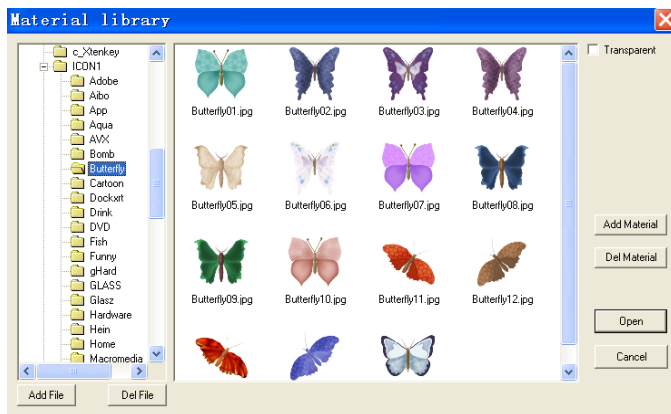 Material library
c_Xtenkey
ICON1
Adobe
Aibo
App
Aqua
AVX
Bomb
Butterfly
Cartoon
Dockxrt
Drink
DVD
Fish
Funny
gHard
GLASS
Glasz
Hardware
Hein
Home
Macromedia
Butterfly01.jpg Butterfly02.jpg Butterfly03.jpg Butterfly04.jpg
Butterfly05.jpg Butterfly06.jpg Butterfly07.jpg Butterfly08.jpg
Butterfly09.jpg Butterfly10.jpg Butterfly11.jpg Butterfly12.jpg
Transparent
Add Material
Del Material
Open
Cancel
Add File Del File